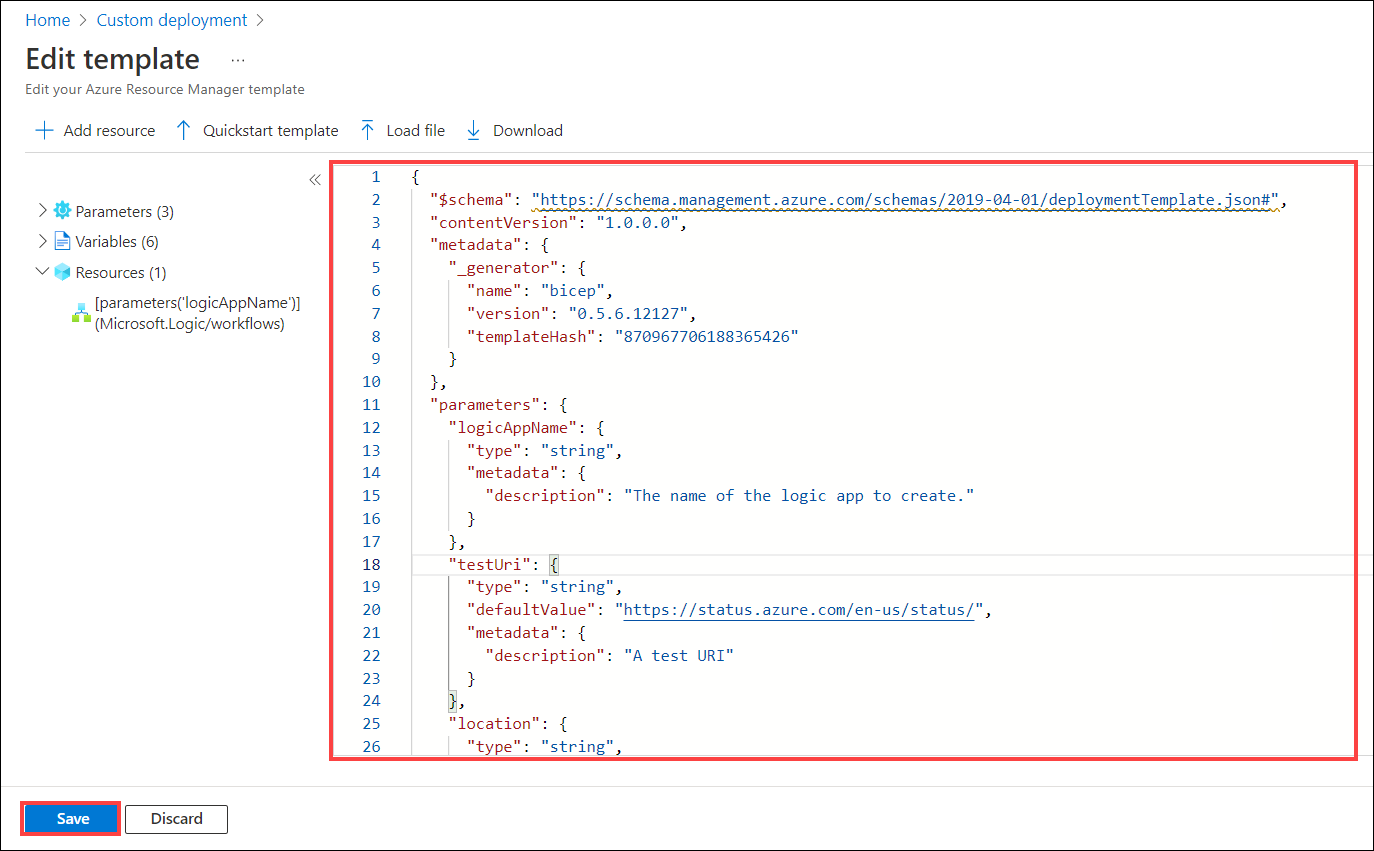 Home > Custom deployment >
Edit template ...
Edit your Azure Resource Manager template
Add resource Quickstart template Load file Download
«
Parameters (3)
Variables (6)
Resources (1)
[parameters('logicAppName')]
(Microsoft.Logic/workflows)
1 {
2 "$schema": "https://schema.management.azure.com/schemas/2019-04-01/deploymentTemplate.json#",
3 "contentVersion": "1.0.0.0",
4 "metadata": {
5 "_generator": {
6 "name": "bicep",
7 "version": "0.5.6.12127",
8 "templateHash": "870967706188365426"
9 }
10 },
11 "parameters": {
12 "logicAppName": {
13 "type": "string",
14 "metadata": {
15 "description": "The name of the logic app to create."
16 }
17 },
18 "testUri": {
19 "type": "string",
20 "defaultValue": "https://status.azure.com/en-us/status/",
21 "metadata": {
22 "description": "A test URI"
23 }
24 },
25 "location": {
26 "type": "string",
Save Discard